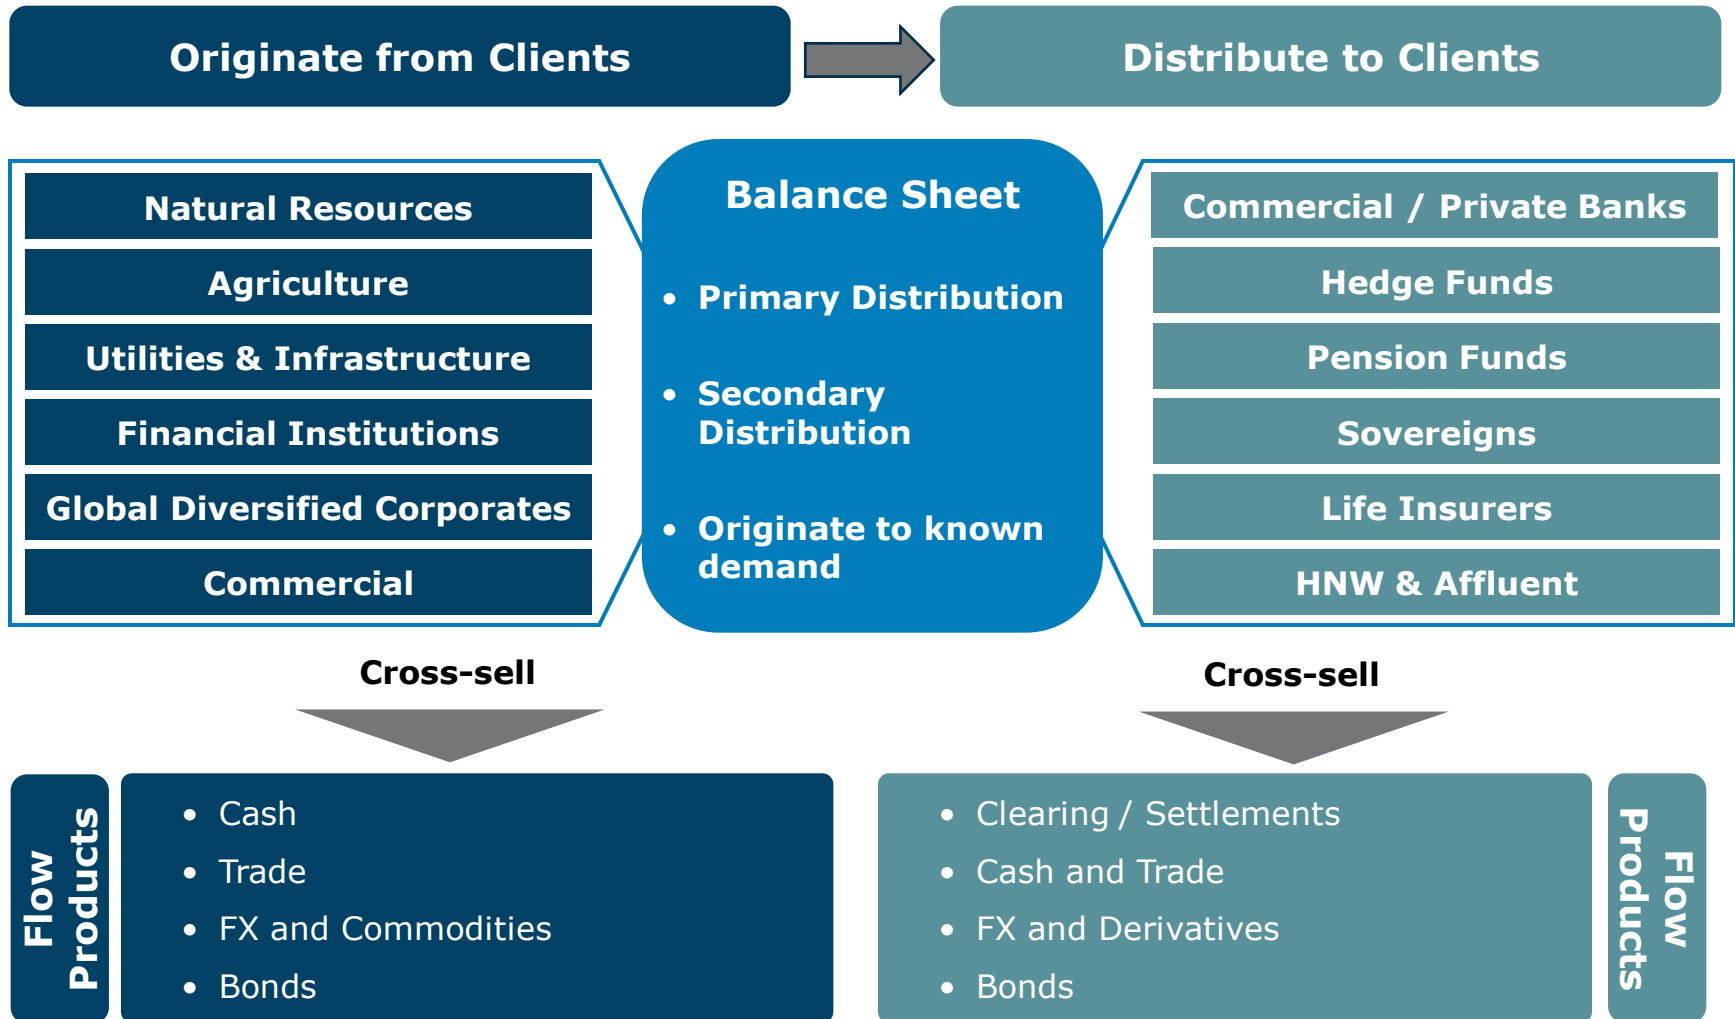 Originate from Clients
Distribute to Clients
Natural Resources
Agriculture
Utilities & Infrastructure
Financial Institutions
Global Diversified Corporates
Commercial
Balance Sheet
• Primary Distribution
• Secondary
Distribution
• Originate to known
demand
Commercial / Private Banks
Hedge Funds
Pension Funds
Sovereigns
Life Insurers
HNW & Affluent
Cross-sell
Cross-sell
Flow
Products
• Cash
• Trade
• FX and Commodities
• Bonds
• Clearing / Settlements
• Cash and Trade
• FX and Derivatives
• Bonds
Flow
Products